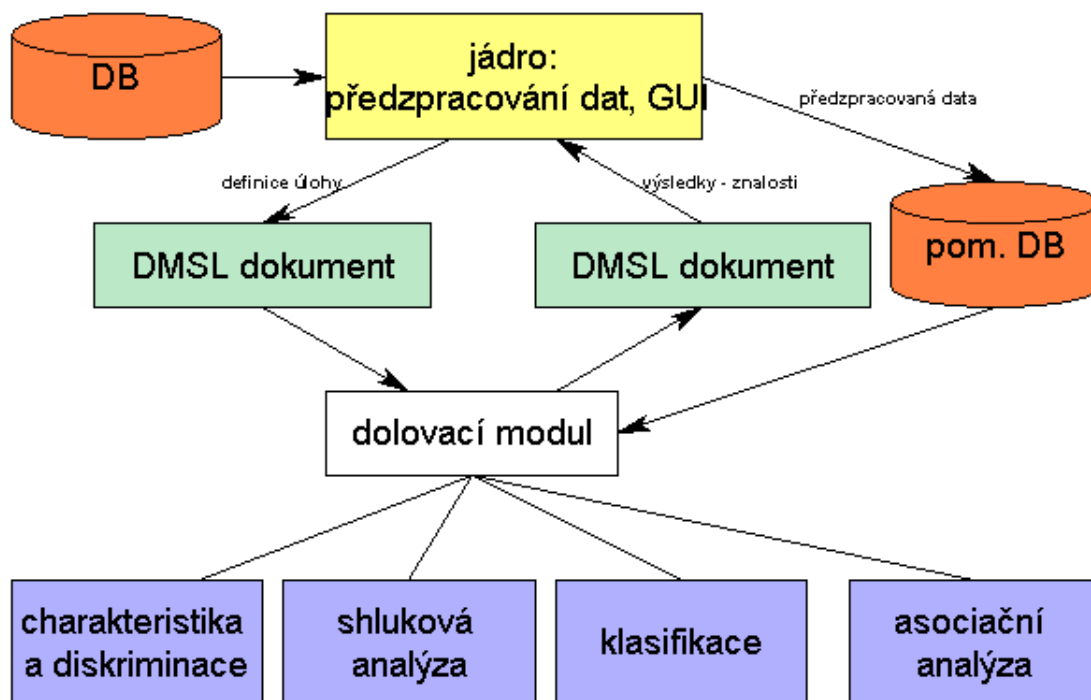 DB
jádro:
předzpracování dat, GUI
předzpracovaná data
definice úlohy
výsledky - znalosti
DMSL dokument
DMSL dokument
pom. DB
dolovací modul
charakteristika
a diskriminace
shluková
analýza
klasifikace
asociační
analýza